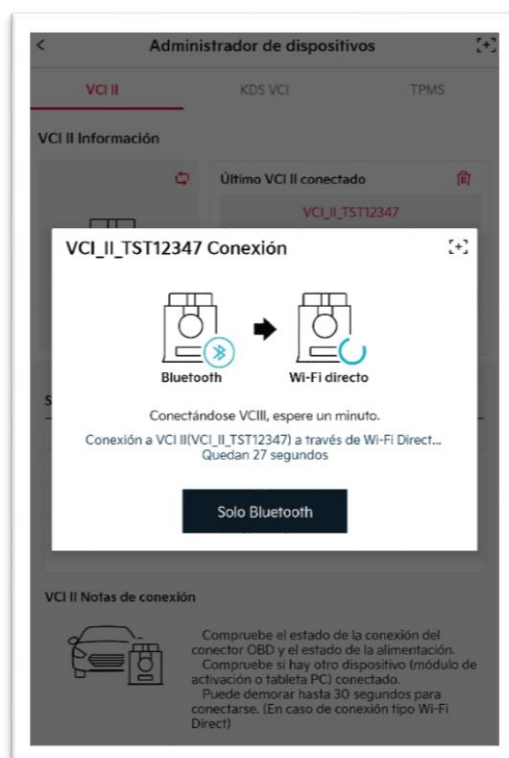 Administrador de dispositivos
VCI II
KDS VCI
TPMS
VCI II Información
Último VCI II conectado
VCI_II_TST12347
VCI_II_TST12347 Conexión
Bluetooth
Wi-Fi directo
Conectándose VCIII, espere un minuto.
Conexión a VCI II(VCI_II_TST12347) a través de Wi-Fi Direct...
Quedan 27 segundos
Solo Bluetooth
S
VCI II Notas de conexión
Compruebe el estado de la conexión del
conector OBD y el estado de la alimentación.
Compruebe si hay otro dispositivo (módulo de
activación o tableta PC) conectado.
Puede demorar hasta 30 segundos para
conectarse. (En caso de conexión tipo Wi-Fi
Direct)